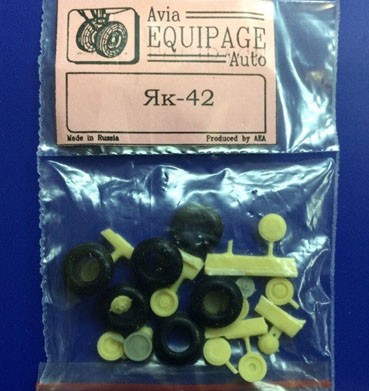 Avia
EQUIPAGE
Auto
Як-42
Made in Russia
Produced by AKA